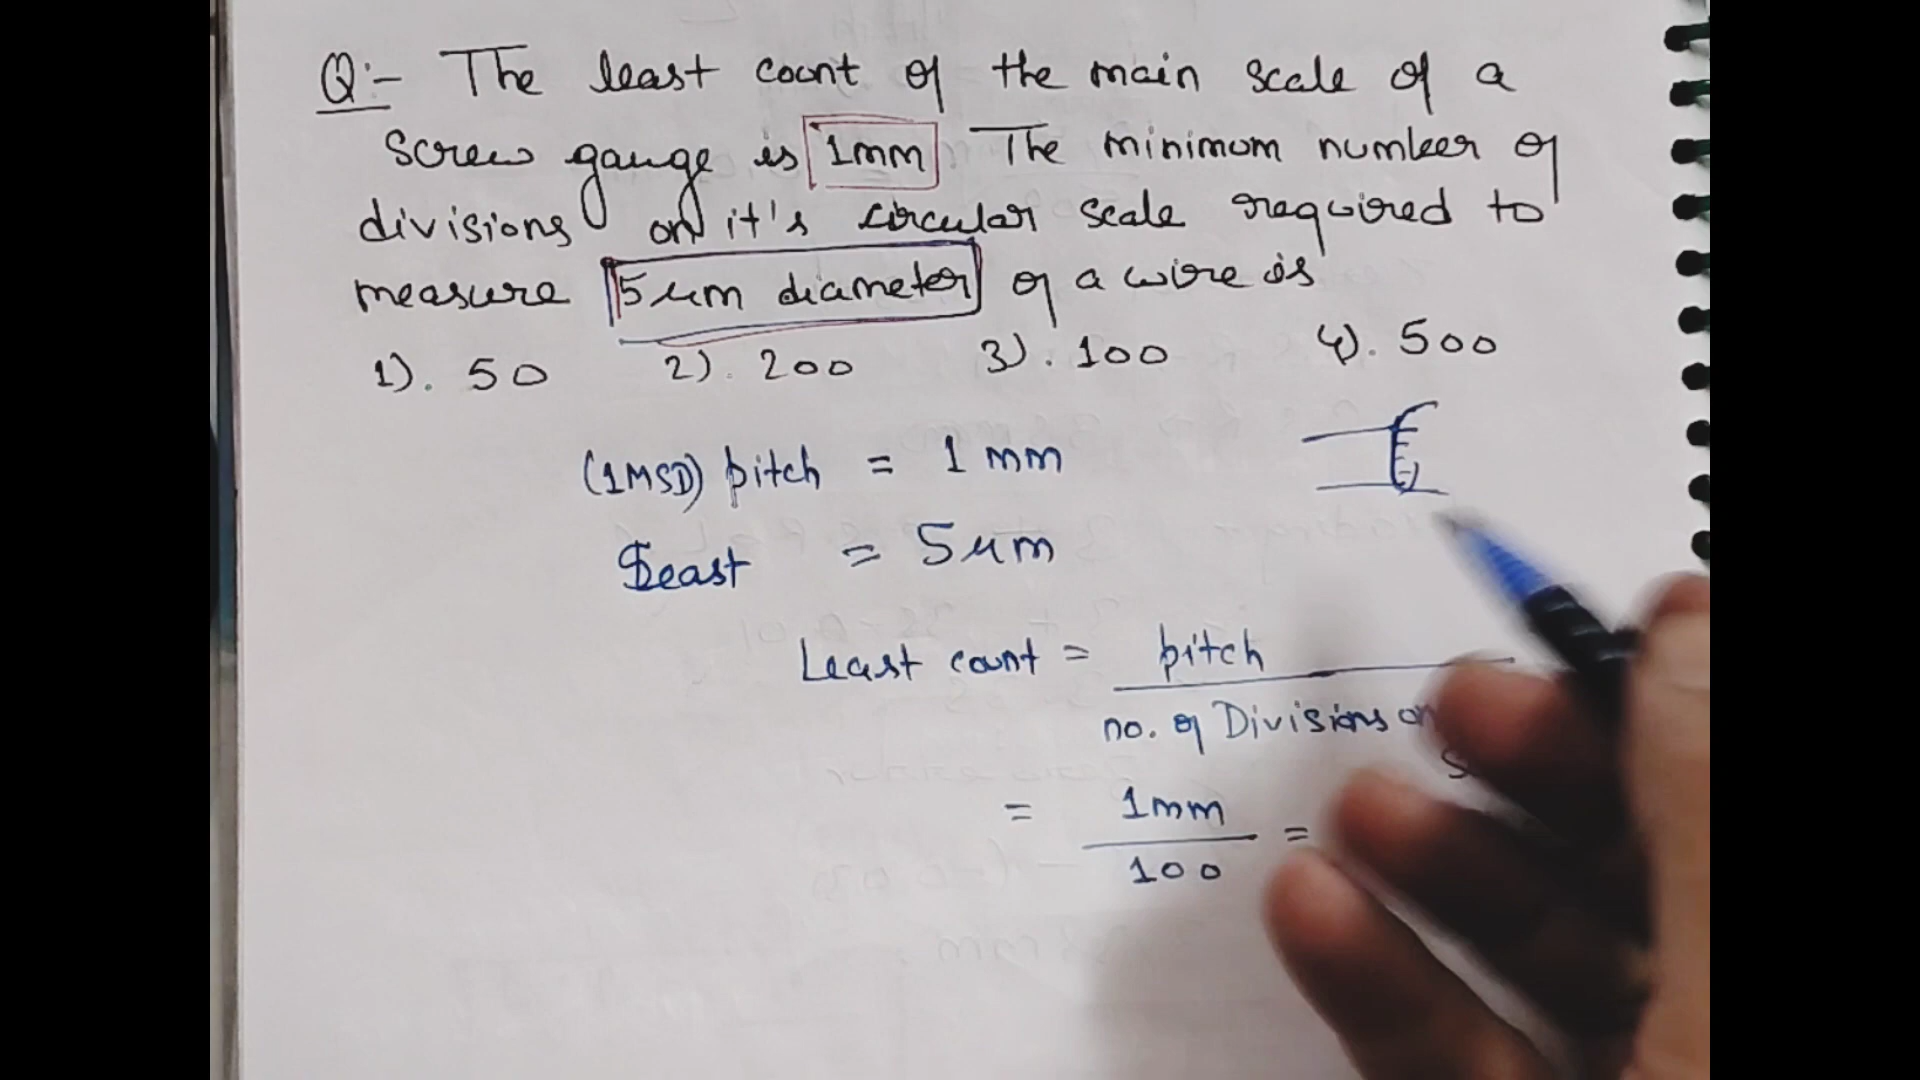 Q:- The least count of the main scale of a
screw gauge is 1mm. The minimum number of
divisions on it's circular scale required to
measure 5μm diameter of a wire is
1). 50 2). 200 3). 100 4). 500
(1MSD) pitch = 1 mm
Least = 5μm
Least count = pitch
no. of Divisions on
= 1mm
100 =